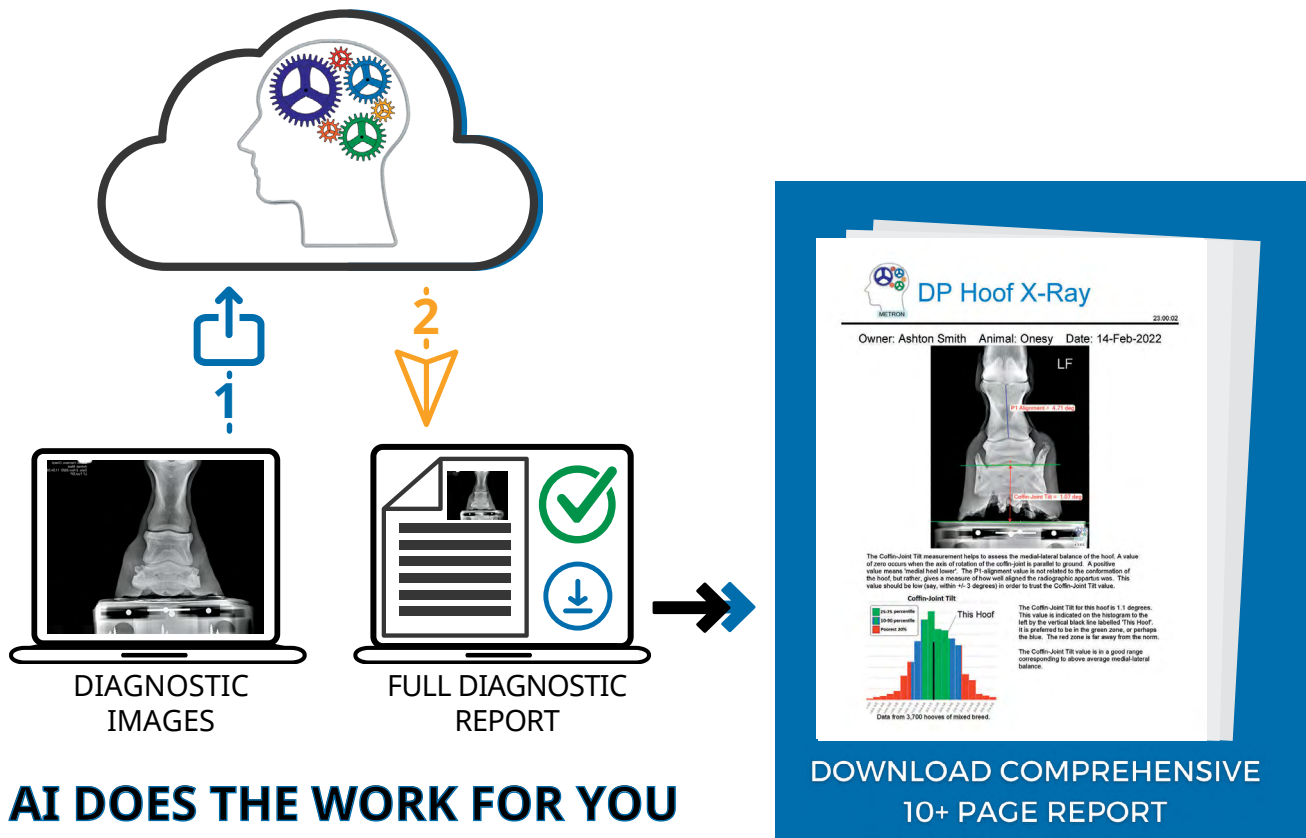 1
2
DIAGNOSTIC
IMAGES
FULL DIAGNOSTIC
REPORT
AI DOES THE WORK FOR YOU
METRON
DP Hoof X-Ray
23:00:02
Owner: Ashton Smith Animal: Onesy Date: 14-Feb-2022
LF
Coffin-Joint Tilt = 1.07 deg
The Coffin-Joint Tilt measurement helps to assess the medial-lateral balance of the hoof. A value
of zero occurs when the axis of rotation of the coffin-joint is parallel to ground. A positive
value means 'medial heel lower'. The P1-alignment value is not related to the conformation of
the hoof, but rather, gives a measure of how well aligned the radiographic apparatus was. This
value should be low (say, within +/- 3 degrees) in order to trust the Coffin-Joint Tilt value.
Coffin-Joint Tilt
25-75 percentile
10-90 percentile
Poorest 20%
This Hoof
Data from 3,700 hooves of mixed breed.
The Coffin-Joint Tilt for this hoof is 1.1 degrees.
This value is indicated on the histogram to the
left by the vertical black line labelled 'This Hoof'.
It is preferred to be in the green zone, or perhaps
the blue. The red zone is far away from the norm.
The Coffin-Joint Tilt value is in a good range
corresponding to above average medial-lateral
balance.
DOWNLOAD COMPREHENSIVE
10+ PAGE REPORT